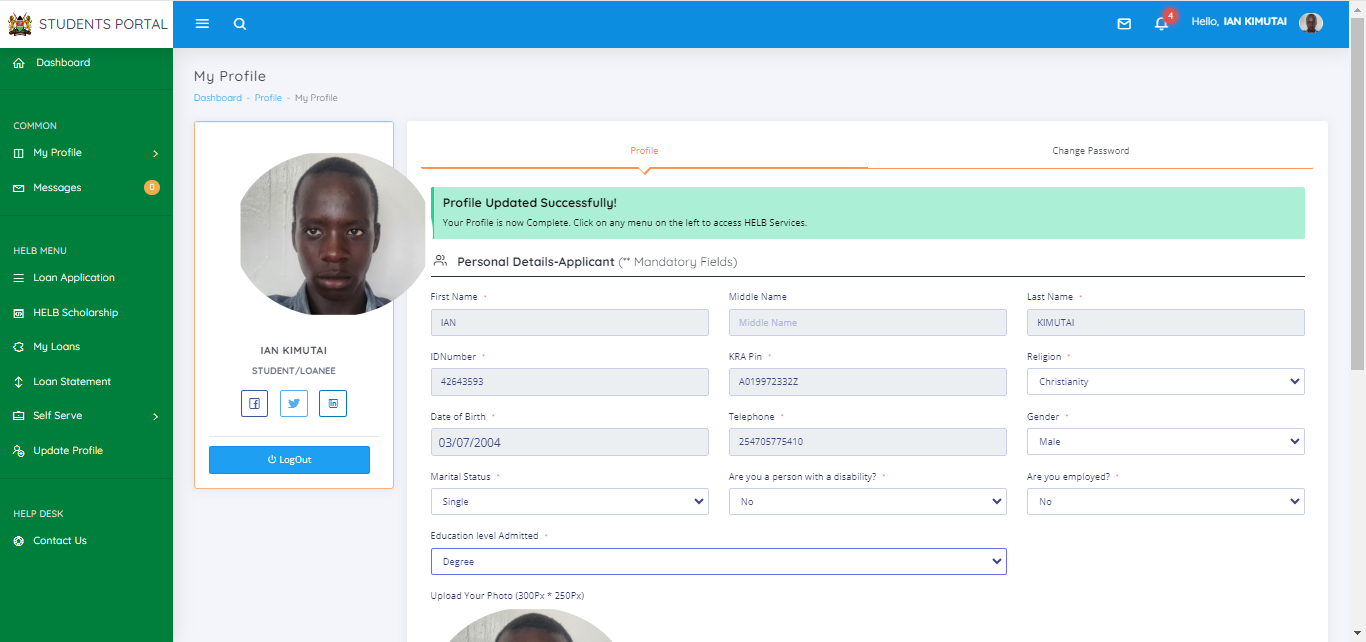 STUDENTS PORTAL
4
Hello, IAN KIMUTAI
Dashboard
COMMON
My Profile
Messages
0
HELB MENU
Loan Application
HELB Scholarship
My Loans
Loan Statement
Self Serve
Update Profile
HELP DESK
Contact Us
My Profile
Dashboard - Profile - My Profile
IAN KIMUTAI
STUDENT/LOANEE
LogOut
Profile
Change Password
Profile Updated Successfully!
Your Profile is now Complete. Click on any menu on the left to access HELB Services.
Personal Details-Applicant (** Mandatory Fields)
First Name *
Middle Name
Last Name *
IAN
Middle Name
KIMUTAI
IDNumber *
KRA Pin *
Religion *
42643593
A019972332Z
Christianity
Date of Birth *
Telephone *
Gender *
03/07/2004
254705775410
Male
Marital Status *
Are you a person with a disability? *
Are you employed? *
Single
No
No
Education level Admitted *
Degree
Upload Your Photo (300Px * 250Px)